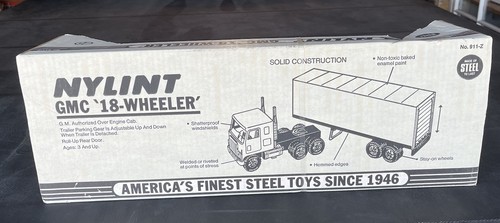 No. 911-Z
SOLID CONSTRUCTION
• Non-toxic baked
enamel paint
MADE OF
STEEL
TO LAST
NYLINT
GMC '18-WHEELER'
G.M. Authorized Over Engine Cab.
Trailer Parking Gear Is Adjustable Up And Down
When Trailer Is Detached.
Roll Up Rear Door.
Ages: 3 And Up.
• Shatterproof
windshields
Welded or riveted
at points of stress
• Hemmed edges
Stay-on wheels
AMERICA'S FINEST STEEL TOYS SINCE 1946